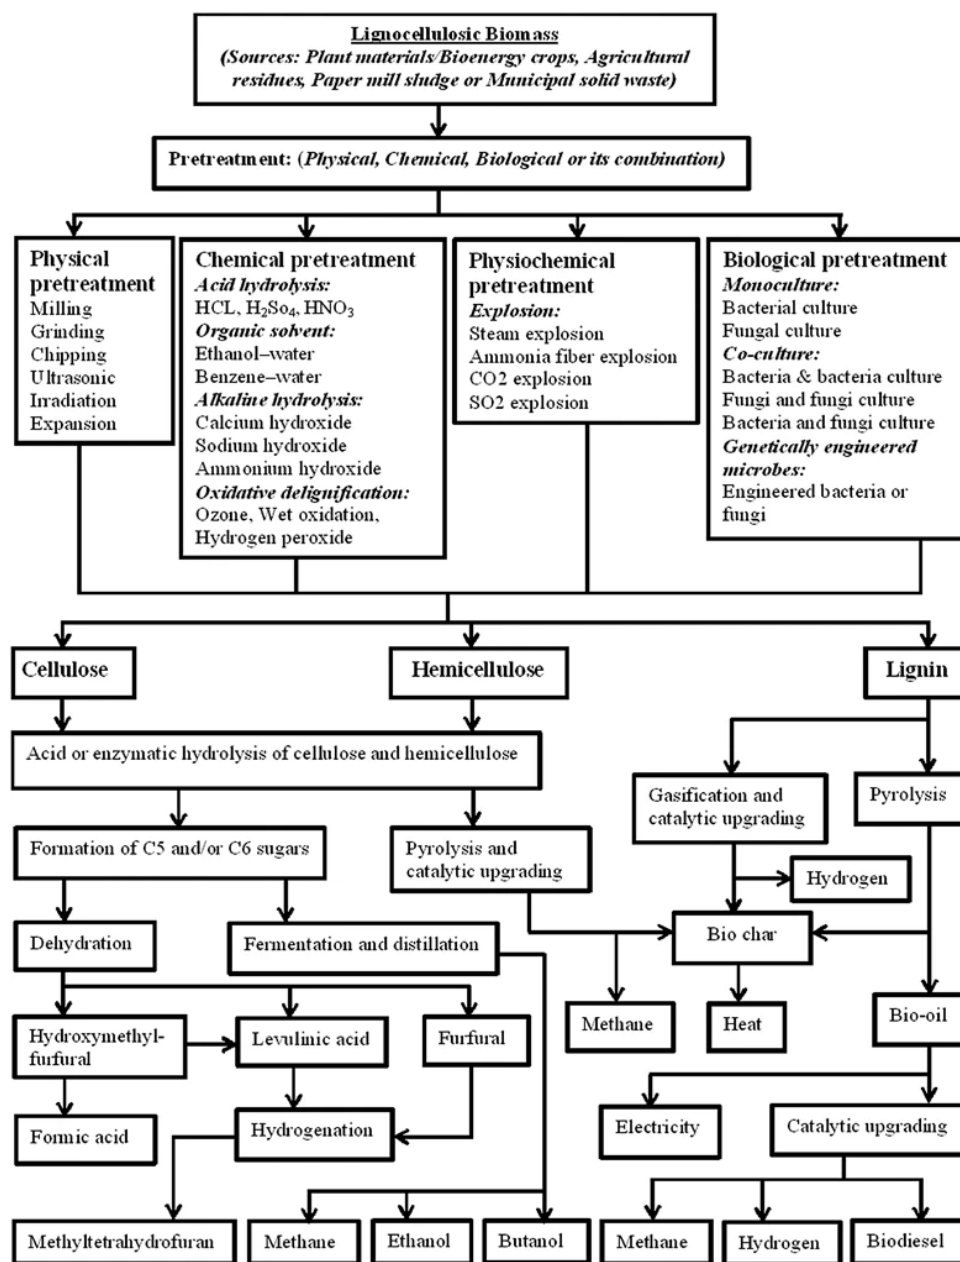 Lignocellulosic Biomass
(Sources: Plant materials/Bioenergy crops, Agricultural
residues, Paper mill sludge or Municipal solid waste)
Pretreatment: (Physical, Chemical, Biological or its combination)
Physical
pretreatment
Milling
Grinding
Chipping
Ultrasonic
Irradiation
Expansion
Chemical pretreatment
Acid hydrolysis:
HCL, H₂So₄, HNO₃
Organic solvent:
Ethanol–water
Benzene–water
Alkaline hydrolysis:
Calcium hydroxide
Sodium hydroxide
Ammonium hydroxide
Oxidative delignification:
Ozone, Wet oxidation,
Hydrogen peroxide
Physiochemical
pretreatment
Explosion:
Steam explosion
Ammonia fiber explosion
CO2 explosion
SO2 explosion
Biological pretreatment
Monoculture:
Bacterial culture
Fungal culture
Co-culture:
Bacteria & bacteria culture
Fungi and fungi culture
Bacteria and fungi culture
Genetically engineered
microbes:
Engineered bacteria or
fungi
Cellulose
Hemicellulose
Lignin
Acid or enzymatic hydrolysis of cellulose and hemicellulose
Gasification and
catalytic upgrading
Pyrolysis
Formation of C5 and/or C6 sugars
Pyrolysis and
catalytic upgrading
Hydrogen
Dehydration
Fermentation and distillation
Bio char
Hydroxymethyl-
furfural
Levulinic acid
Furfural
Methane
Heat
Bio-oil
Formic acid
Hydrogenation
Electricity
Catalytic upgrading
Methyltetrahydrofuran
Methane
Ethanol
Butanol
Methane
Hydrogen
Biodiesel